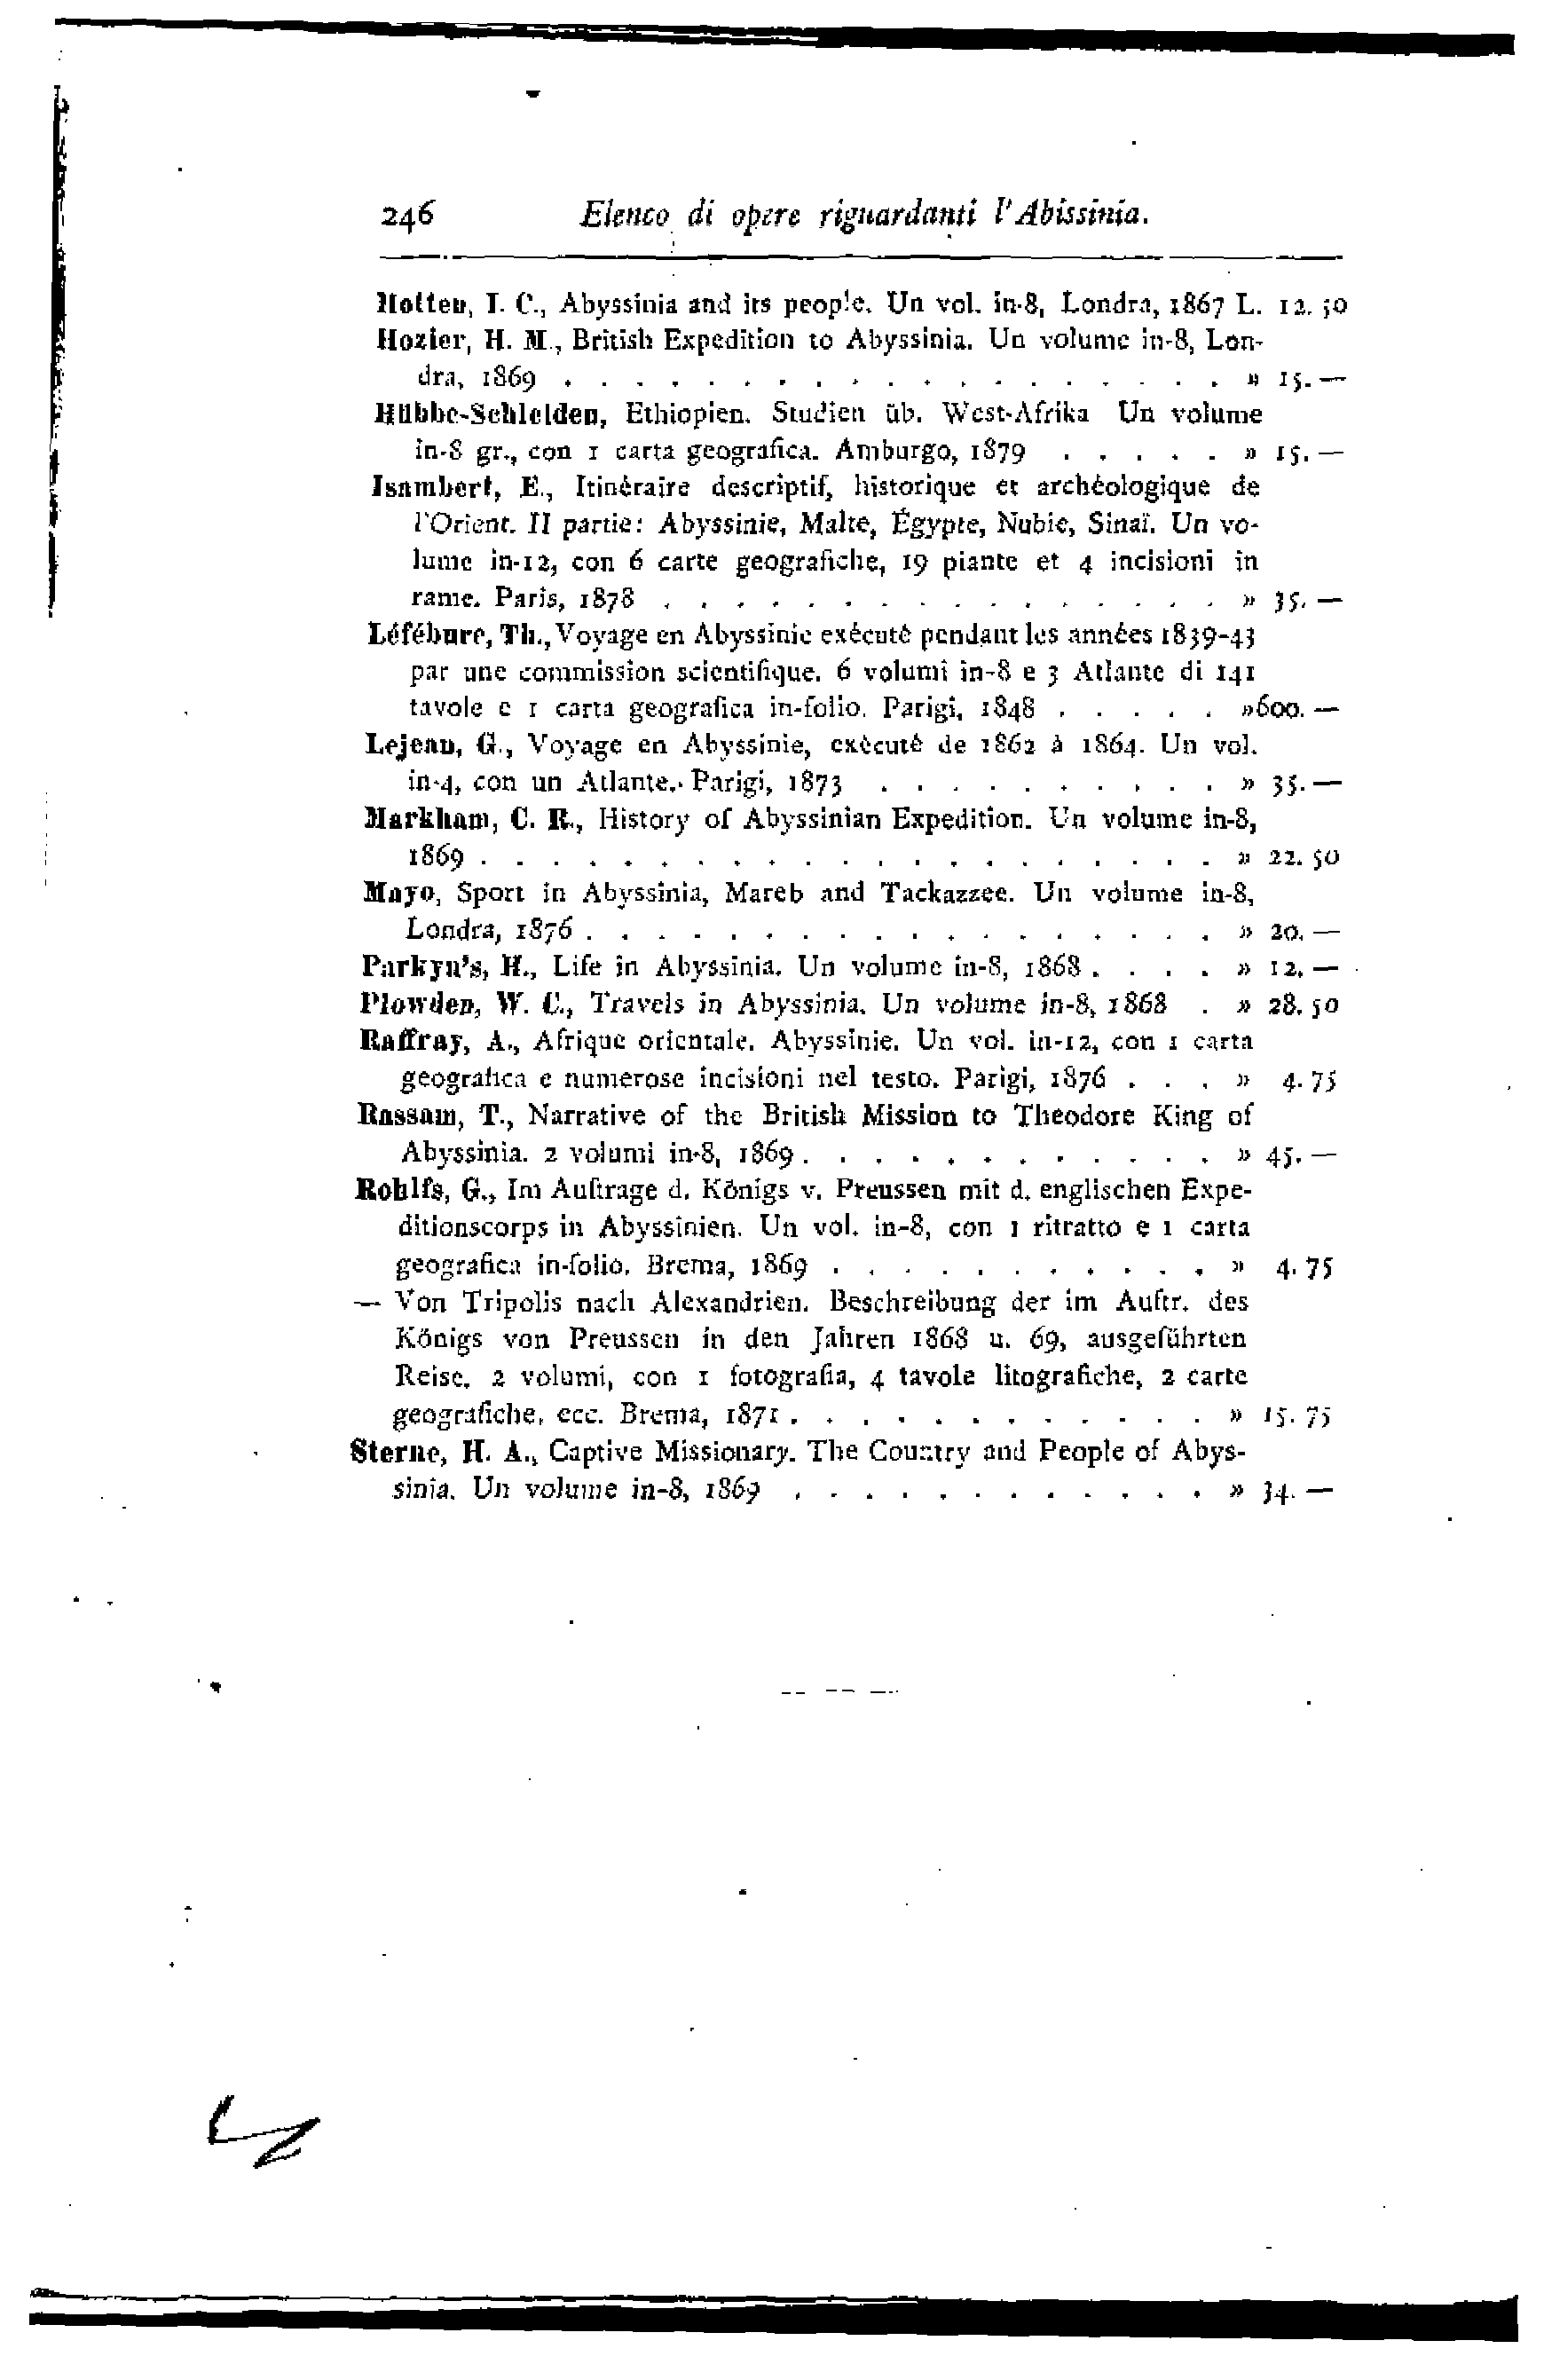 246 Elenco di opere riguardanti l'Abissinia.
Hotten, I. C., Abyssinia and its people. Un vol. in-8, Londra, 1867 L. 12. 50
Hozier, H. M., British Expedition to Abyssinia. Un volume in-8, Lon-
dra, 1869 . . . . . . . . . . . . . . . . . . . » 15. —
Hübbe-Schleiden, Ethiopien. Studien üb. West-Afrika Un volume
in-8 gr., con 1 carta geografica. Amburgo, 1879 . . . . . » 15. —
Isambert, E., Itinéraire descriptif, historique et archéologique de
l'Orient. II partie: Abyssinie, Malte, Égypte, Nubie, Sinaï. Un vo-
lume in-12, con 6 carte geografiche, 19 piante et 4 incisioni in
rame. Paris, 1878 . . . . . . . . . . . . . . . . » 35. —
Léfébure, Th., Voyage en Abyssinie exécuté pendant les années 1839-43
par une commission scientifique. 6 volumi in-8 e 3 Atlante di 141
tavole e 1 carta geografica in-folio. Parigi, 1848 . . . . . »600. —
Lejean, G., Voyage en Abyssinie, exècuté de 1862 à 1864. Un vol.
in-4, con un Atlante. Parigi, 1873 . . . . . . . . . . » 35. —
Markham, C. R., History of Abyssinian Expedition. Un volume in-8,
1869 . . . . . . . . . . . . . . . . . . . . . » 22. 50
Mayo, Sport in Abyssinia, Mareb and Tackazzee. Un volume in-8,
Londra, 1876 . . . . . . . . . . . . . . . . . . » 20. —
Parkyn's, H., Life in Abyssinia. Un volume in-8, 1868 . . . . » 12. —
Plowden, W. C., Travels in Abyssinia. Un volume in-8, 1868 . » 28. 50
Raffray, A., Afrique orientale. Abyssinie. Un vol. in-12, con 1 carta
geografica e numerose incisioni nel testo. Parigi, 1876 . . . » 4. 75
Rassam, T., Narrative of the British Mission to Theodore King of
Abyssinia. 2 volumi in-8, 1869 . . . . . . . . . . . . » 45. —
Rohlfs, G., Im Auftrage d. Königs v. Preussen mit d. englischen Expe-
ditionscorps in Abyssinien. Un vol. in-8, con 1 ritratto e 1 carta
geografica in-folio. Brema, 1869 . . . . . . . . . . . » 4. 75
— Von Tripolis nach Alexandrien. Beschreibung der im Auftr. des
Königs von Preussen in den Jahren 1868 u. 69, ausgeführten
Reise. 2 volumi, con 1 fotografia, 4 tavole litografiche, 2 carte
geografiche, ecc. Brema, 1871 . . . . . . . . . . . . » 15. 75
Sterne, H. A., Captive Missionary. The Country and People of Abys-
sinia. Un volume in-8, 1869 . . . . . . . . . . . . » 34. —